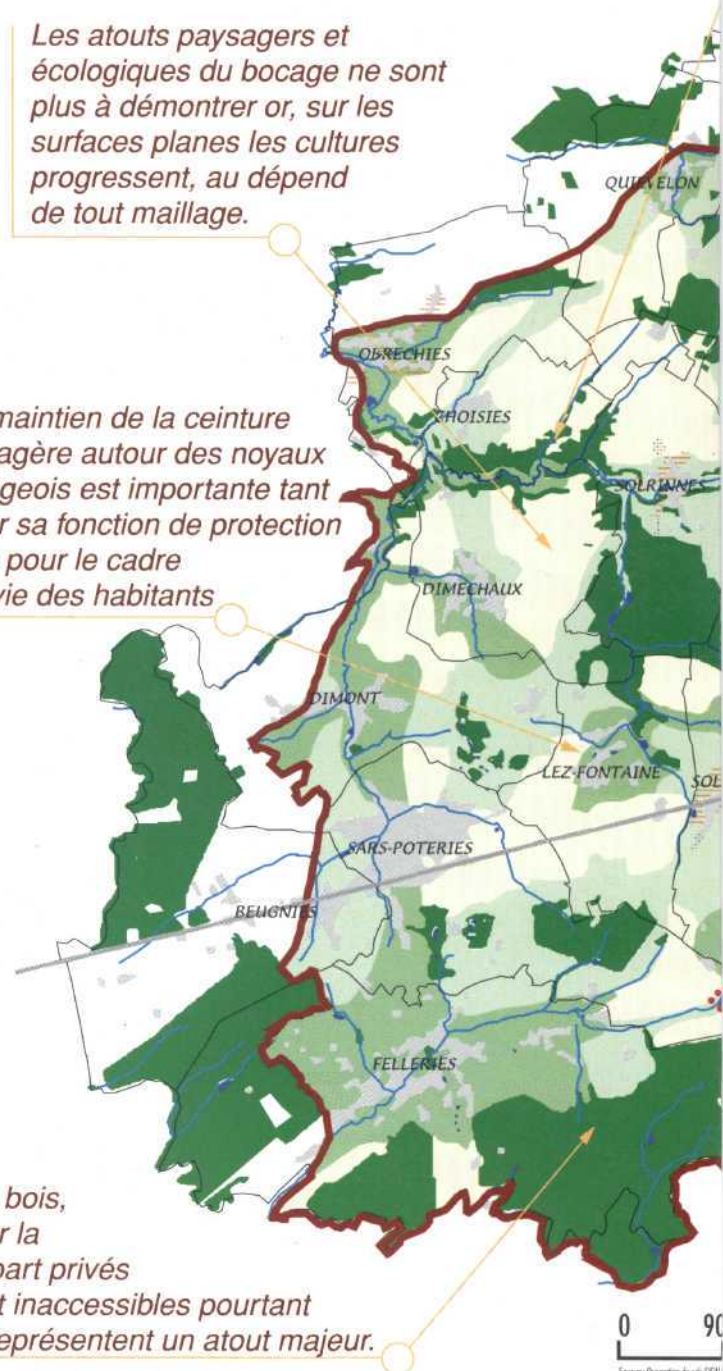 Les atouts paysagers et
écologiques du bocage ne sont
plus à démontrer or, sur les
surfaces planes les cultures
progressent, au dépend
de tout maillage.
QUIEVELON
OBRECHIES
CHOISIES
maintien de la ceinture
agère autour des noyaux
geois est importante tant
r sa fonction de protection
pour le cadre
vie des habitants
SOLRINNES
DIMECHAUX
DIMONT
LEZ-FONTAINE
SOL
SARS-POTERIES
BEUGNIES
FELLERIES
bois,
r la
part privés
t inaccessibles pourtant
eprésentent un atout majeur.
0 90